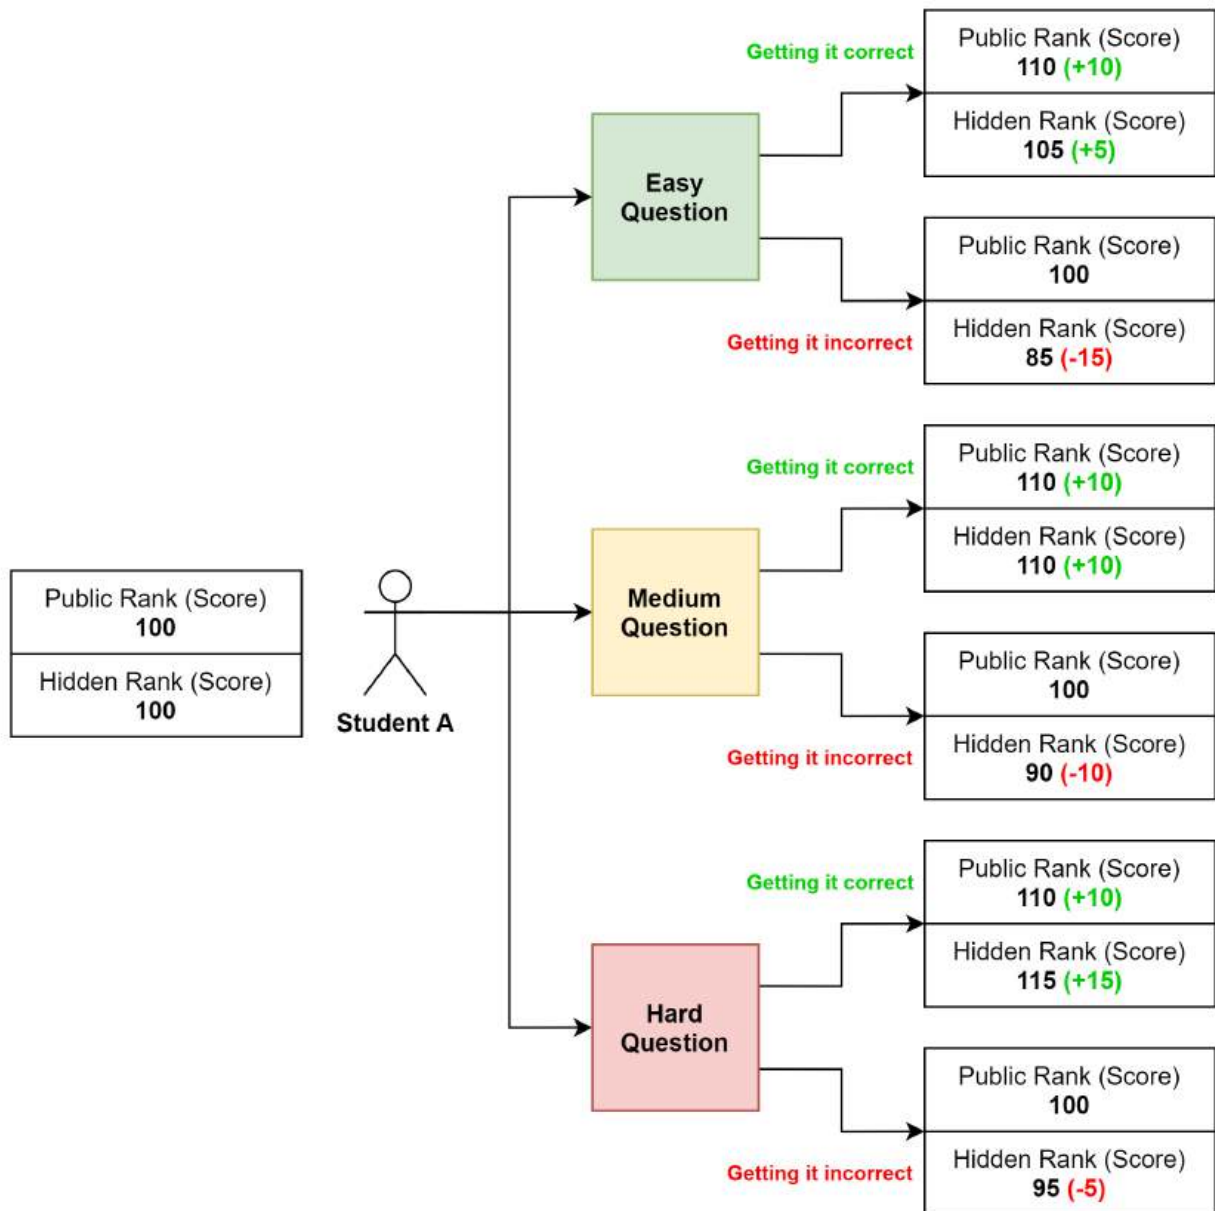 Getting it correct
Public Rank (Score)
110 (+10)
Hidden Rank (Score)
105 (+5)
Easy
Question
Public Rank (Score)
100
Getting it incorrect
Hidden Rank (Score)
85 (-15)
Getting it correct
Public Rank (Score)
110 (+10)
Hidden Rank (Score)
110 (+10)
Public Rank (Score)
100
Hidden Rank (Score)
100
Student A
Medium
Question
Public Rank (Score)
100
Getting it incorrect
Hidden Rank (Score)
90 (-10)
Getting it correct
Public Rank (Score)
110 (+10)
Hidden Rank (Score)
115 (+15)
Hard
Question
Public Rank (Score)
100
Getting it incorrect
Hidden Rank (Score)
95 (-5)